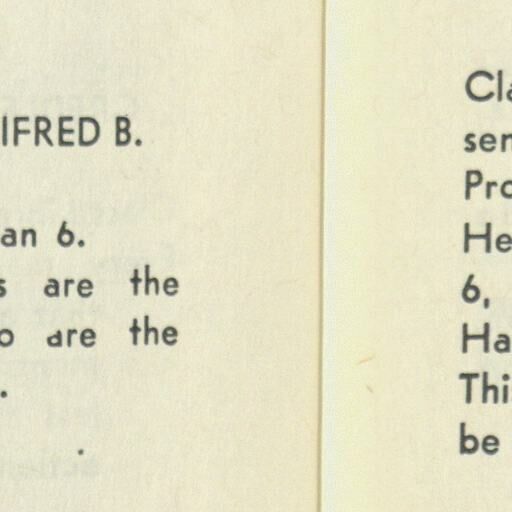 IFRED B.
an 6.
s are the
o are the
.
Cla
sen
Pro
He
6,
Ha
Thi
be